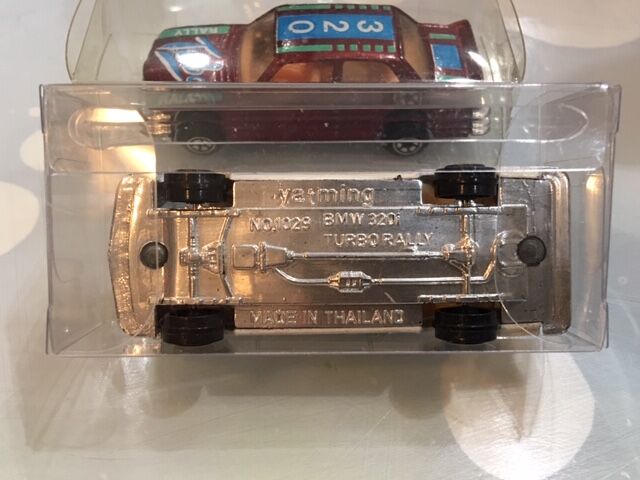 RALLY
320
yatming
NO.1029 BMW 320i
TURBO RALLY
MADE IN THAILAND